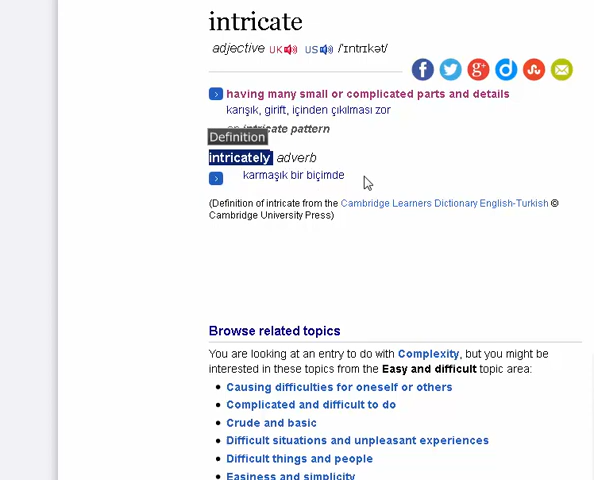 intricate
adjective UK US /ˈɪntrɪkət/
having many small or complicated parts and details
karışık, girift, içinden çıkılması zor
an intricate pattern
Definition
intricately adverb
karmaşık bir biçimde
(Definition of intricate from the Cambridge Learners Dictionary English-Turkish ©
Cambridge University Press)
Browse related topics
You are looking at an entry to do with Complexity, but you might be
interested in these topics from the Easy and difficult topic area:
Causing difficulties for oneself or others
Complicated and difficult to do
Crude and basic
Difficult situations and unpleasant experiences
Difficult things and people
Easiness and simplicity